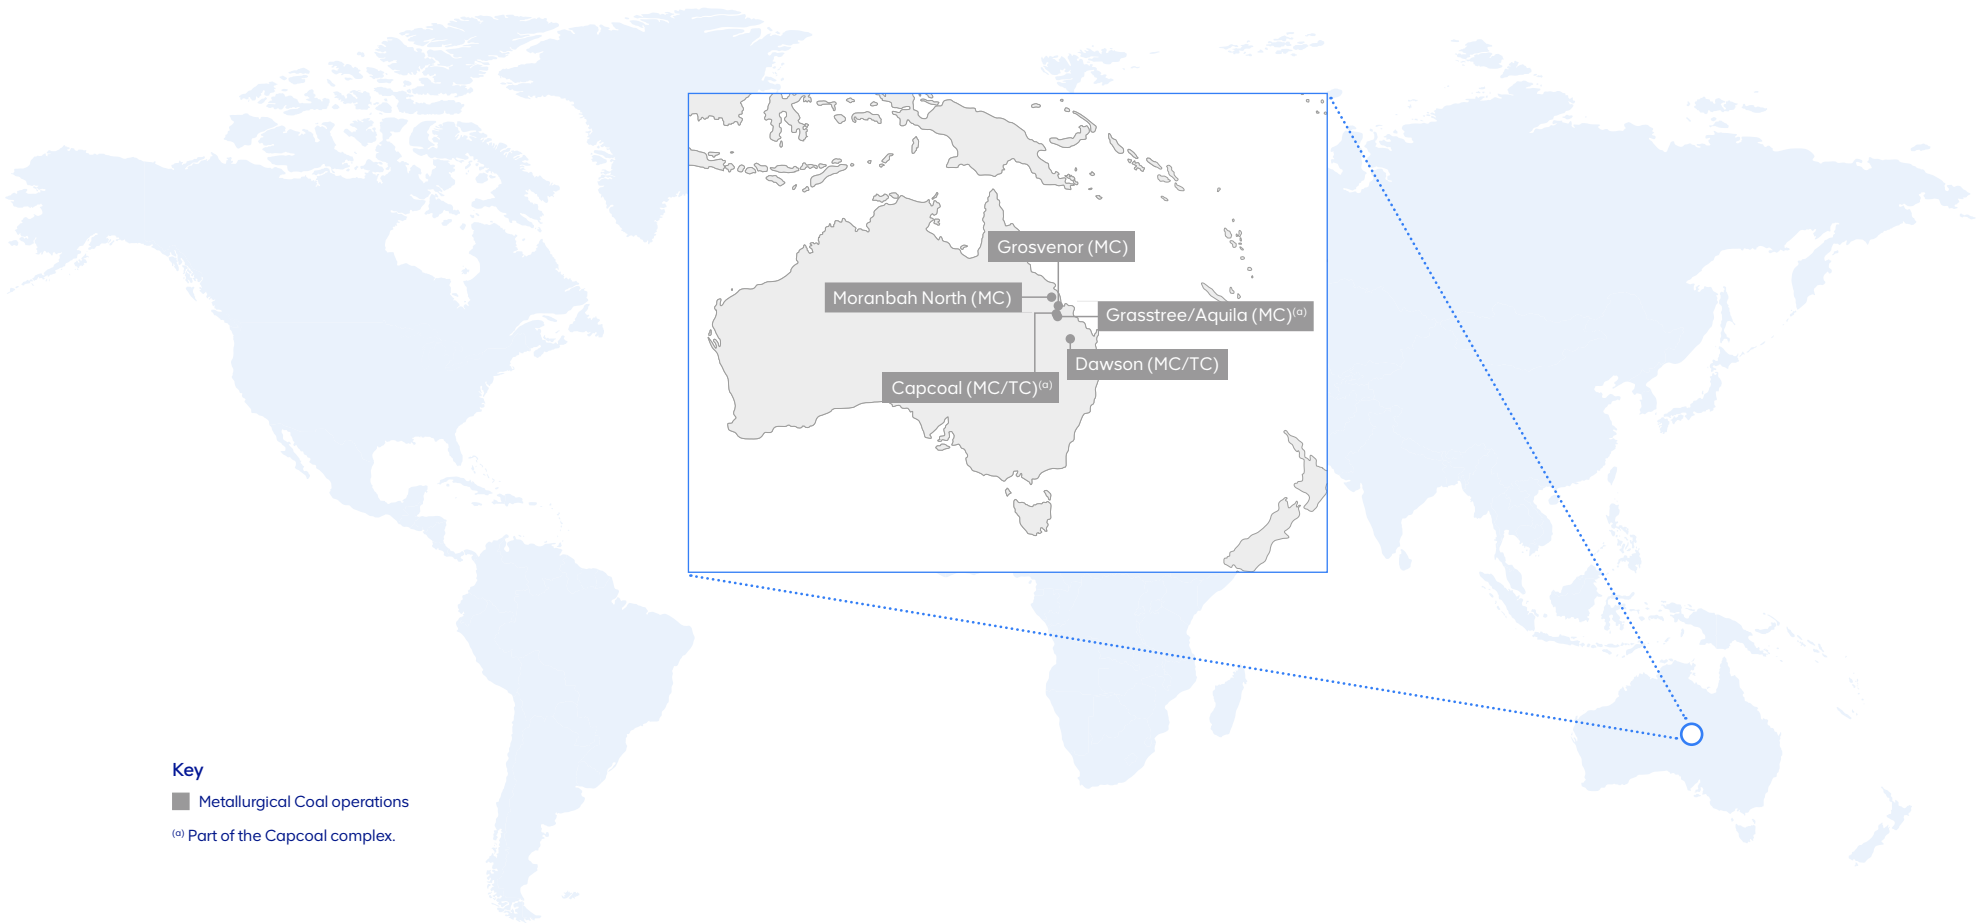 Grosvenor (MC)
Moranbah North (MC)
Grasstree/Aquila (MC)(a)
Dawson (MC/TC)
Capcoal (MC/TC)(a)
Key
Metallurgical Coal operations
(a) Part of the Capcoal complex.